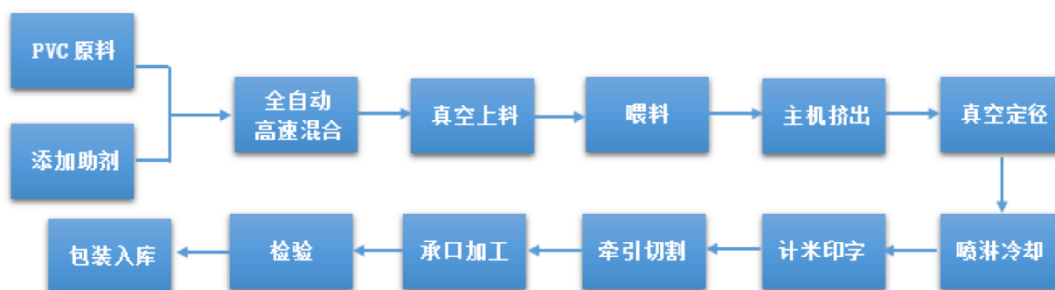 PVC 原料
添加助剂
全自动
高速混合
真空上料
喂料
主机挤出
真空定径
喷淋冷却
计米印字
牵引切割
承口加工
检验
包装入库